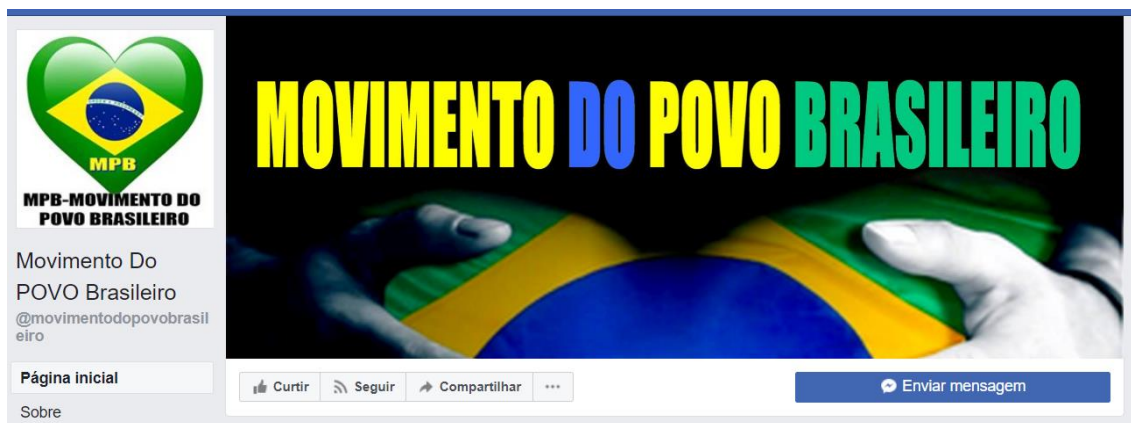 MPB
MPB-MOVIMENTO DO
POVO BRASILEIRO
MOVIMENTO DO POVO BRASILEIRO
Movimento Do
POVO Brasileiro
@movimentodopovobrasil
eiro
Página inicial
Sobre
Curtir
Seguir
Compartilhar
Enviar mensagem